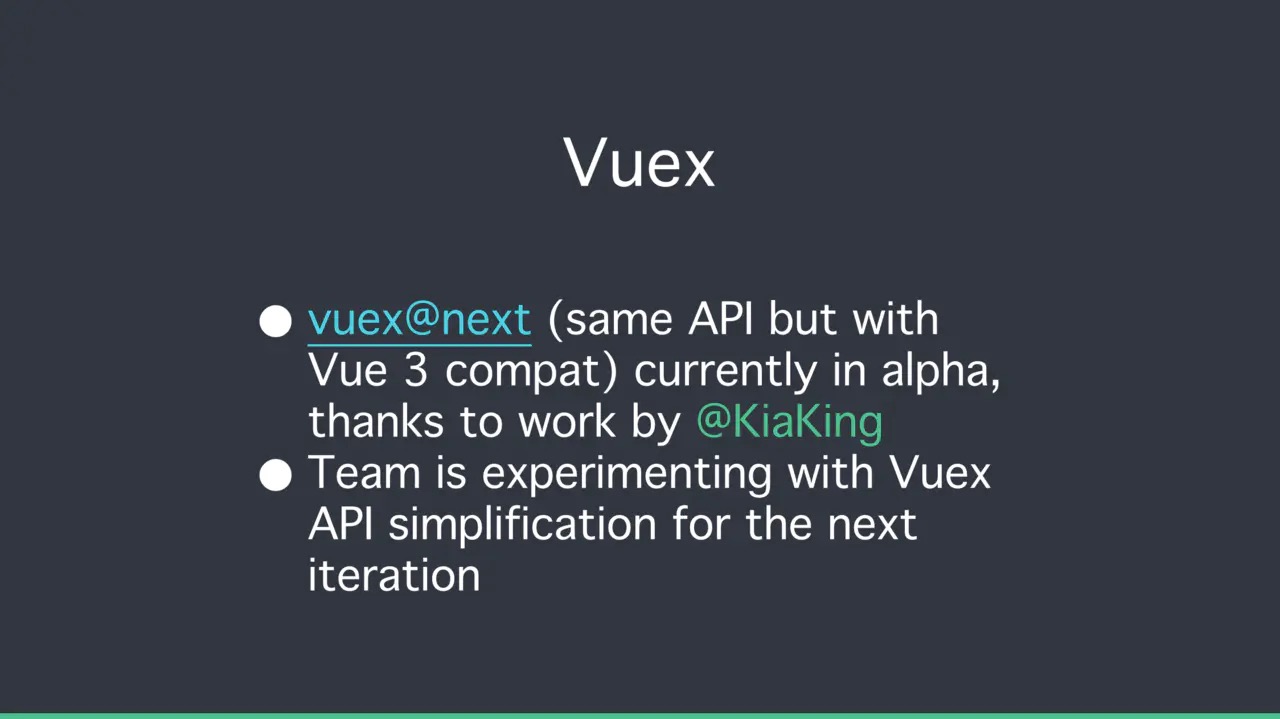 Vuex
● vuex@next (same API but with
Vue 3 compat) currently in alpha,
thanks to work by @KiaKing
● Team is experimenting with Vuex
API simplification for the next
iteration